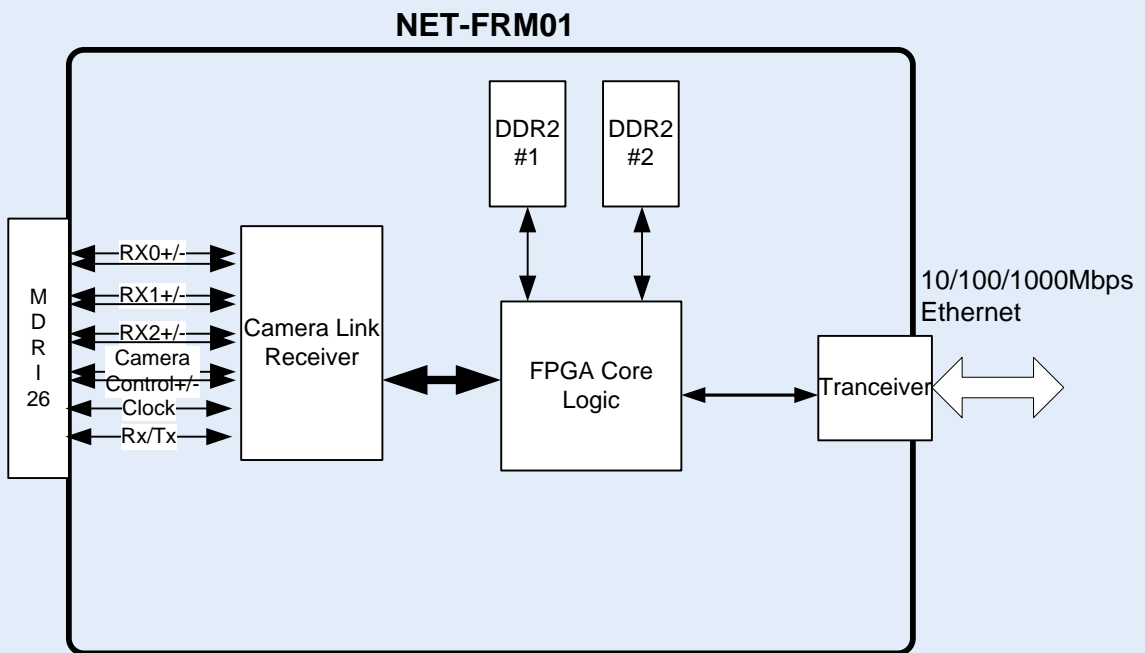 NET-FRM01
DDR2
#1
DDR2
#2
M
D
R
I
26
RX0+/-
RX1+/-
RX2+/-
Camera
Control+/-
Clock
Rx/Tx
Camera Link
Receiver
FPGA Core
Logic
Tranceiver
10/100/1000Mbps
Ethernet